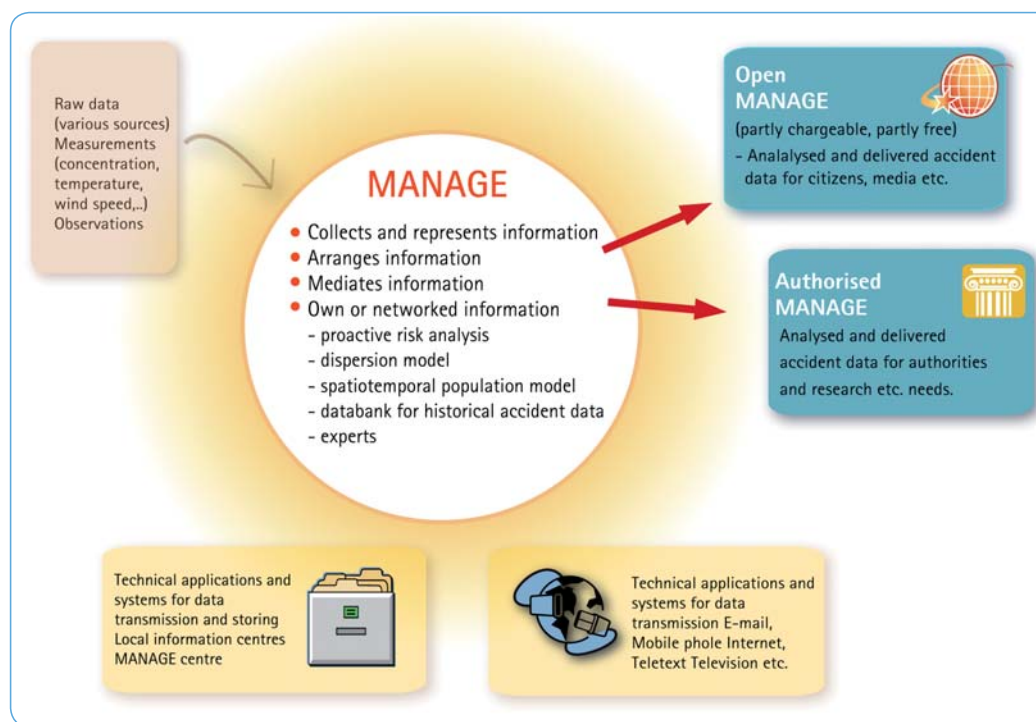 Raw data
(various sources)
Measurements
(concentration,
temperature,
wind speed,..)
Observations
MANAGE
• Collects and represents information
• Arranges information
• Mediates information
• Own or networked information
- proactive risk analysis
- dispersion model
- spatiotemporal population model
- databank for historical accident data
- experts
Open
MANAGE
(partly chargeable, partly free)
- Analalysed and delivered accident
data for citizens, media etc.
Authorised
MANAGE
Analysed and delivered
accident data for authorities
and research etc. needs.
Technical applications and
systems for data
transmission and storing
Local information centres
MANAGE centre
Technical applications and
systems for data
transmission E-mail,
Mobile phole Internet,
Teletext Television etc.